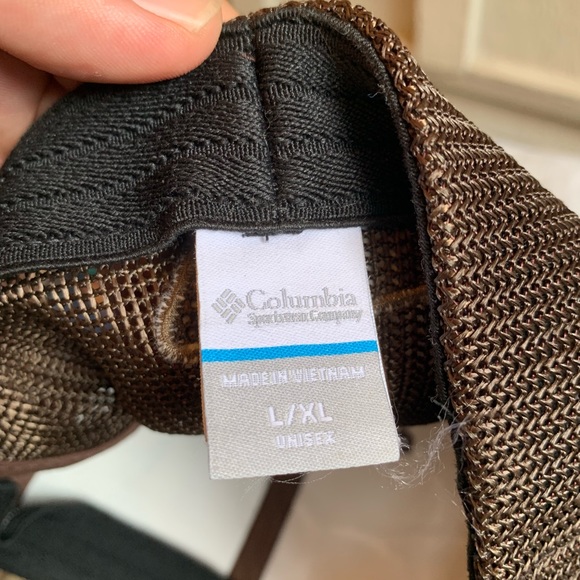 Columbia
Sportswear Company
MADE IN VIETNAM
L/XL
UNISEX